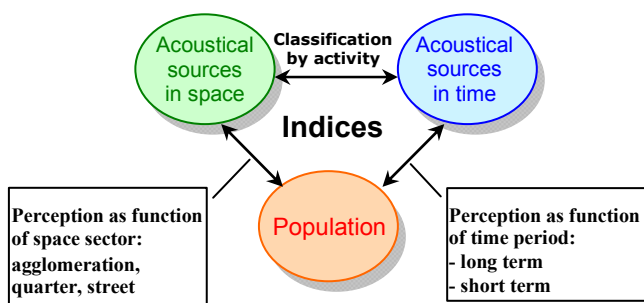 Acoustical
sources
in space
Classification
by activity
Acoustical
sources
in time
Indices
Population
Perception as function
of space sector:
agglomeration,
quarter, street
Perception as function
of time period:
- long term
- short term